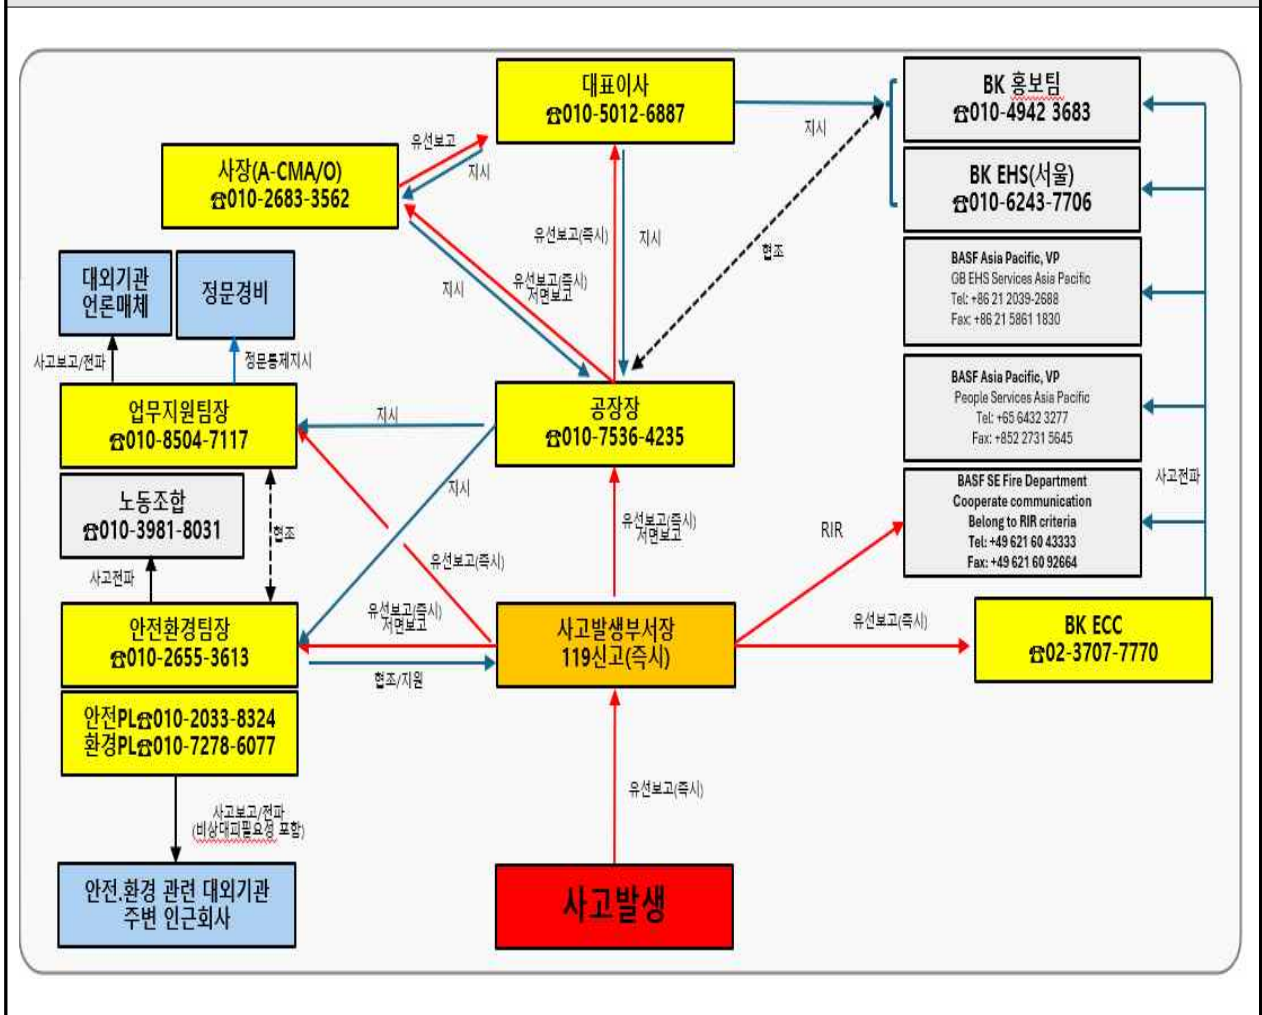 대표이사
☎010-5012-6887
BK 홍보팀
☎010-4942 3683
유선보고
지시
지시
사장(A-CMA/O)
☎010-2683-3562
BK EHS(서울)
☎010-6243-7706
유선보고(즉시)
지시
협조
대외기관
언론매체
정문경비
지시
유선보고(즉시)
서면보고
BASF Asia Pacific, VP
GB EHS Services Asia Pacific
Tel: +86 21 2039-2688
Fax: +86 21 5861 1830
사고보고/전파
정문통제지시
업무지원팀장
☎010-8504-7117
지시
공장장
☎010-7536-4235
BASF Asia Pacific, VP
People Services Asia Pacific
Tel: +65 6432 3277
Fax: +852 2731 5645
노동조합
☎010-3981-8031
협조
지시
유선보고(즉시)
서면보고
RIR
BASF SE Fire Department
Cooperate communication
Belong to RIR criteria
Tel: +49 621 60 43333
Fax: +49 621 60 92664
사고전파
사고전파
유선보고(즉시)
안전환경팀장
☎010-2655-3613
유선보고(즉시)
서면보고
협조/지원
사고발생부서장
119신고(즉시)
유선보고(즉시)
BK ECC
☎02-3707-7770
안전PL☎010-2033-8324
환경PL☎010-7278-6077
사고보고/전파
(비상대피필요성 포함)
유선보고(즉시)
안전.환경 관련 대외기관
주변 인근회사
사고발생